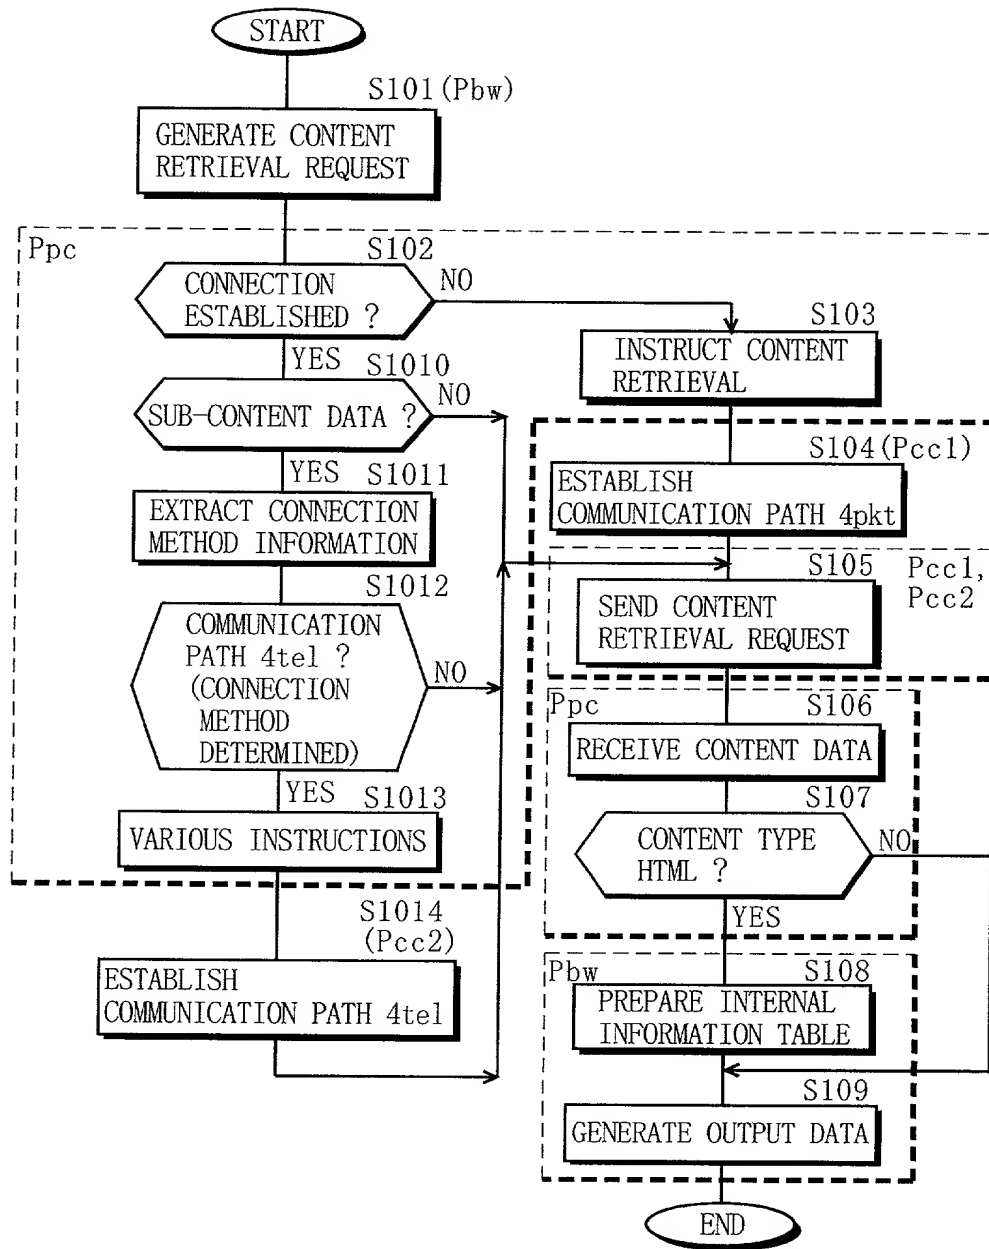 START
S101(Pbw)
GENERATE CONTENT
RETRIEVAL REQUEST
Ppc
S102
CONNECTION
ESTABLISHED ?
NO
YES
S1010
SUB-CONTENT DATA ?
NO
YES
S1011
EXTRACT CONNECTION
METHOD INFORMATION
S1012
COMMUNICATION
PATH 4tel ?
(CONNECTION
METHOD
DETERMINED)
NO
YES
S1013
VARIOUS INSTRUCTIONS
S1014
(Pcc2)
ESTABLISH
COMMUNICATION PATH 4tel
S103
INSTRUCT CONTENT
RETRIEVAL
S104(Pcc1)
ESTABLISH
COMMUNICATION PATH 4pkt
S105
Pcc1,
Pcc2
SEND CONTENT
RETRIEVAL REQUEST
Ppc
S106
RECEIVE CONTENT DATA
S107
CONTENT TYPE
HTML ?
NO
YES
Pbw
S108
PREPARE INTERNAL
INFORMATION TABLE
S109
GENERATE OUTPUT DATA
END